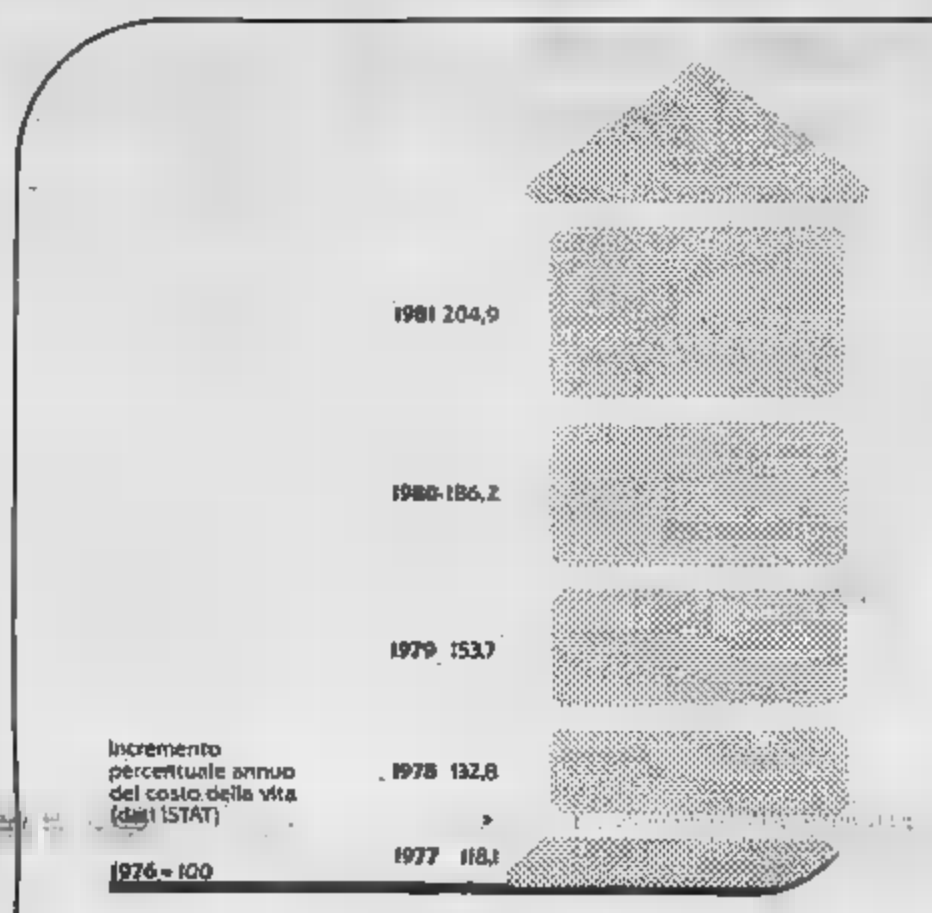 1981 204,9
1980 186,2
1979 153,7
Incremento
percentuale annuo
del costo della vita
(dati ISTAT)
1978 132,8
1977 118,1
1976 = 100